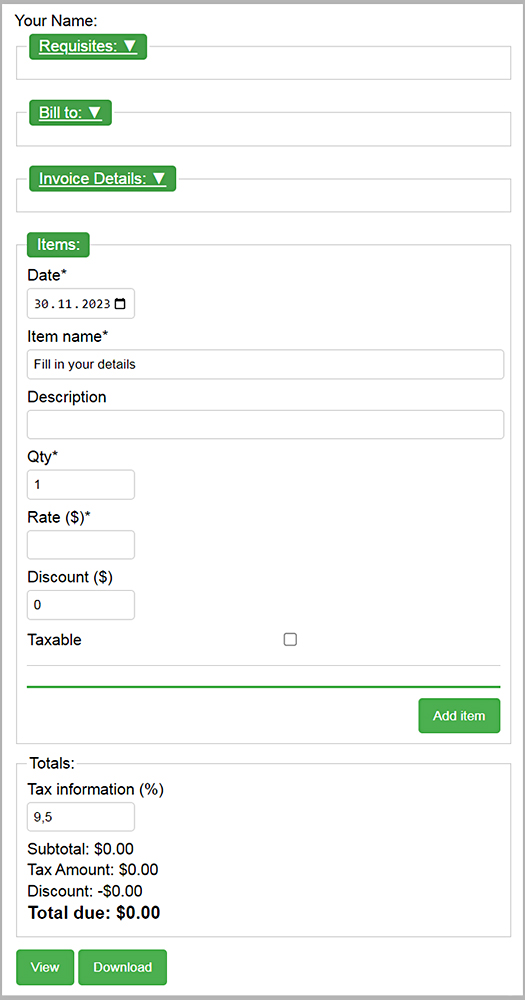 Your Name:
Requisites: ▼
Bill to: ▼
Invoice Details: ▼
Items:
Date*
30.11.2023
Item name*
Fill in your details
Description
Qty*
1
Rate ($)*
Discount ($)
0
Taxable
Add item
Totals:
Tax information (%)
9,5
Subtotal: $0.00
Tax Amount: $0.00
Discount: -$0.00
Total due: $0.00
View Download